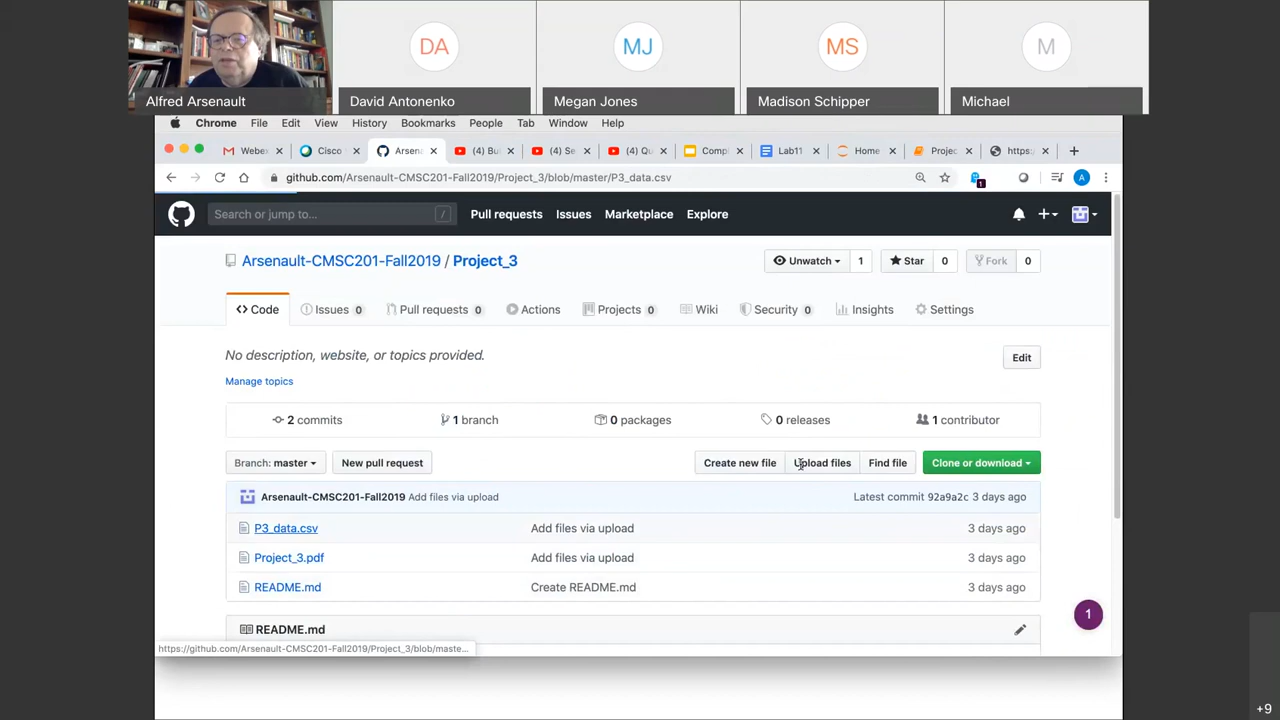 DA
MJ
MS
M
Alfred Arsenault
David Antonenko
Megan Jones
Madison Schipper
Michael
Chrome File Edit View History Bookmarks People Tab Window Help
Webex
Cisco
Arsena
(4) Bui
(4) Se
(4) Qu
Compl
Lab11
Home
Projec
https:/
github.com/Arsenault-CMSC201-Fall2019/Project_3/blob/master/P3_data.csv
1
A
Search or jump to...
/
Pull requests Issues Marketplace Explore
Arsenault-CMSC201-Fall2019 / Project_3
Unwatch 1
Star 0
Fork 0
Code
Issues 0
Pull requests 0
Actions
Projects 0
Wiki
Security 0
Insights
Settings
No description, website, or topics provided.
Edit
Manage topics
2 commits
1 branch
0 packages
0 releases
1 contributor
Branch: master
New pull request
Create new file
Upload files
Find file
Clone or download
Arsenault-CMSC201-Fall2019 Add files via upload
Latest commit 92a9a2c 3 days ago
P3_data.csv Add files via upload 3 days ago
Project_3.pdf Add files via upload 3 days ago
README.md Create README.md 3 days ago
1
README.md
https://github.com/Arsenault-CMSC201-Fall2019/Project_3/blob/maste...
+9